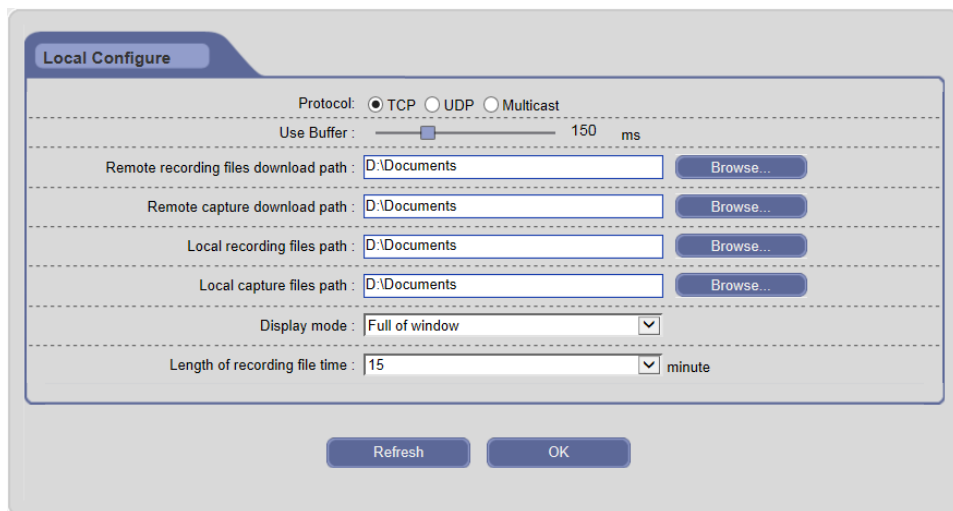 Local Configure
Protocol: TCP UDP Multicast
Use Buffer : 150 ms
Remote recording files download path : D:\Documents Browse...
Remote capture download path : D:\Documents Browse...
Local recording files path : D:\Documents Browse...
Local capture files path : D:\Documents Browse...
Display mode : Full of window
Length of recording file time : 15 minute
Refresh OK